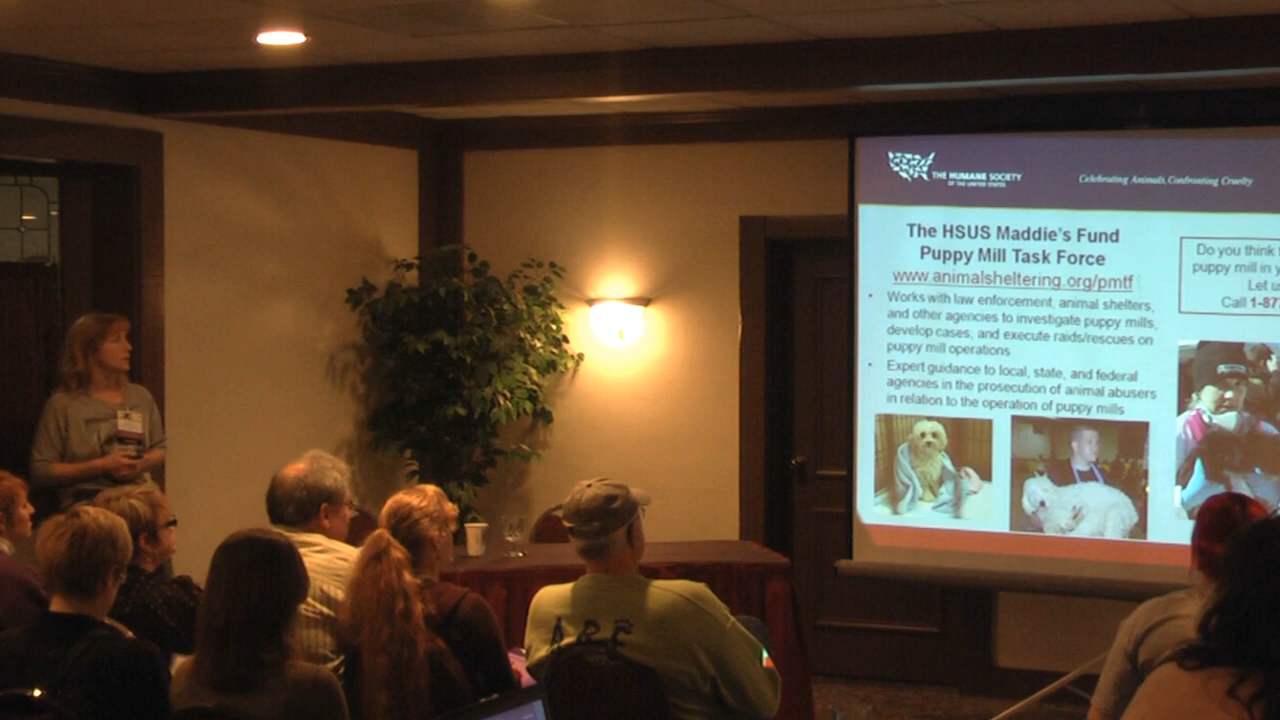 THE HUMANE SOCIETY
OF THE UNITED STATES
Celebrating Animals, Confronting Cruelty
The HSUS Maddie's Fund
Puppy Mill Task Force
www.animalsheltering.org/pmtf
• Works with law enforcement, animal shelters,
and other agencies to investigate puppy mills,
develop cases, and execute raids/rescues on
puppy mill operations
• Expert guidance to local, state, and federal
agencies in the prosecution of animal abusers
in relation to the operation of puppy mills
Do you think
puppy mill in y
Let us
Call 1-87
ARF